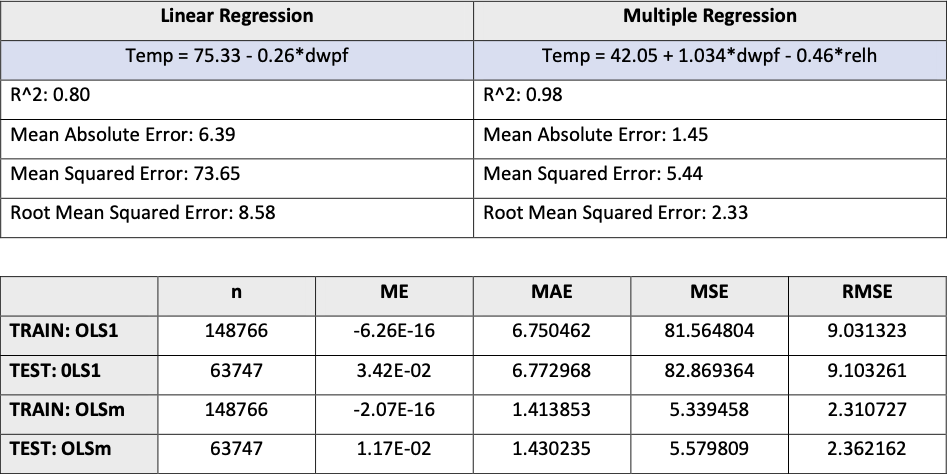 Linear Regression Multiple Regression
Temp = 75.33 - 0.26*dwpf Temp = 42.05 + 1.034*dwpf - 0.46*relh
R^2: 0.80 R^2: 0.98
Mean Absolute Error: 6.39 Mean Absolute Error: 1.45
Mean Squared Error: 73.65 Mean Squared Error: 5.44
Root Mean Squared Error: 8.58 Root Mean Squared Error: 2.33
n ME MAE MSE RMSE
TRAIN: OLS1 148766 -6.26E-16 6.750462 81.564804 9.031323
TEST: 0LS1 63747 3.42E-02 6.772968 82.869364 9.103261
TRAIN: OLSm 148766 -2.07E-16 1.413853 5.339458 2.310727
TEST: OLSm 63747 1.17E-02 1.430235 5.579809 2.362162